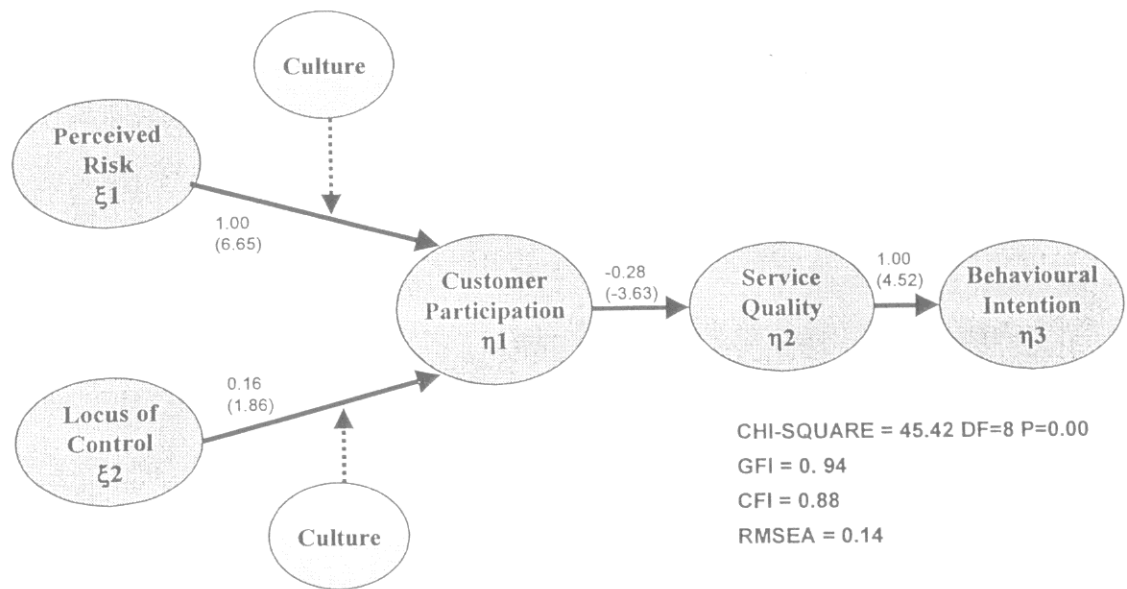 Culture
Perceived
Risk
ξ1
1.00
(6.65)
Customer
Participation
η1
-0.28
(-3.63)
Service
Quality
η2
1.00
(4.52)
Behavioural
Intention
η3
0.16
(1.86)
Locus of
Control
ξ2
Culture
CHI-SQUARE = 45.42 DF=8 P=0.00
GFI = 0. 94
CFI = 0.88
RMSEA = 0.14